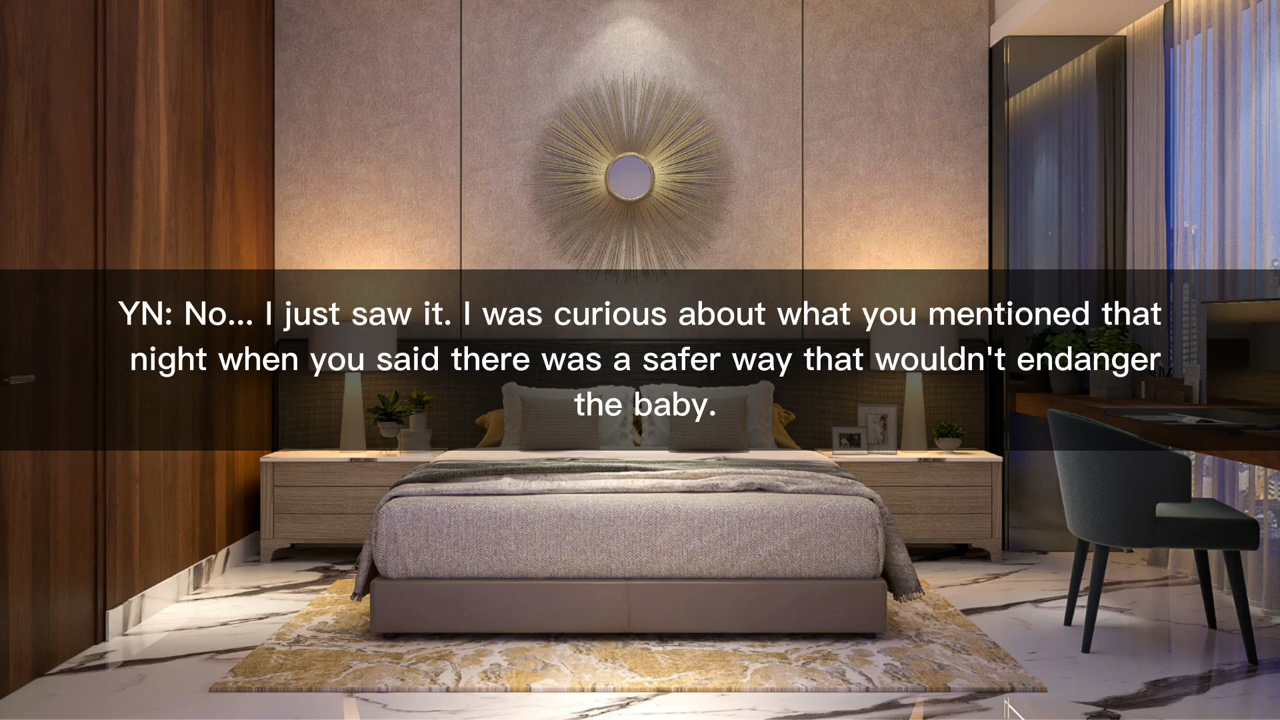 YN: No... I just saw it. I was curious about what you mentioned that
night when you said there was a safer way that wouldn't endanger
the baby.